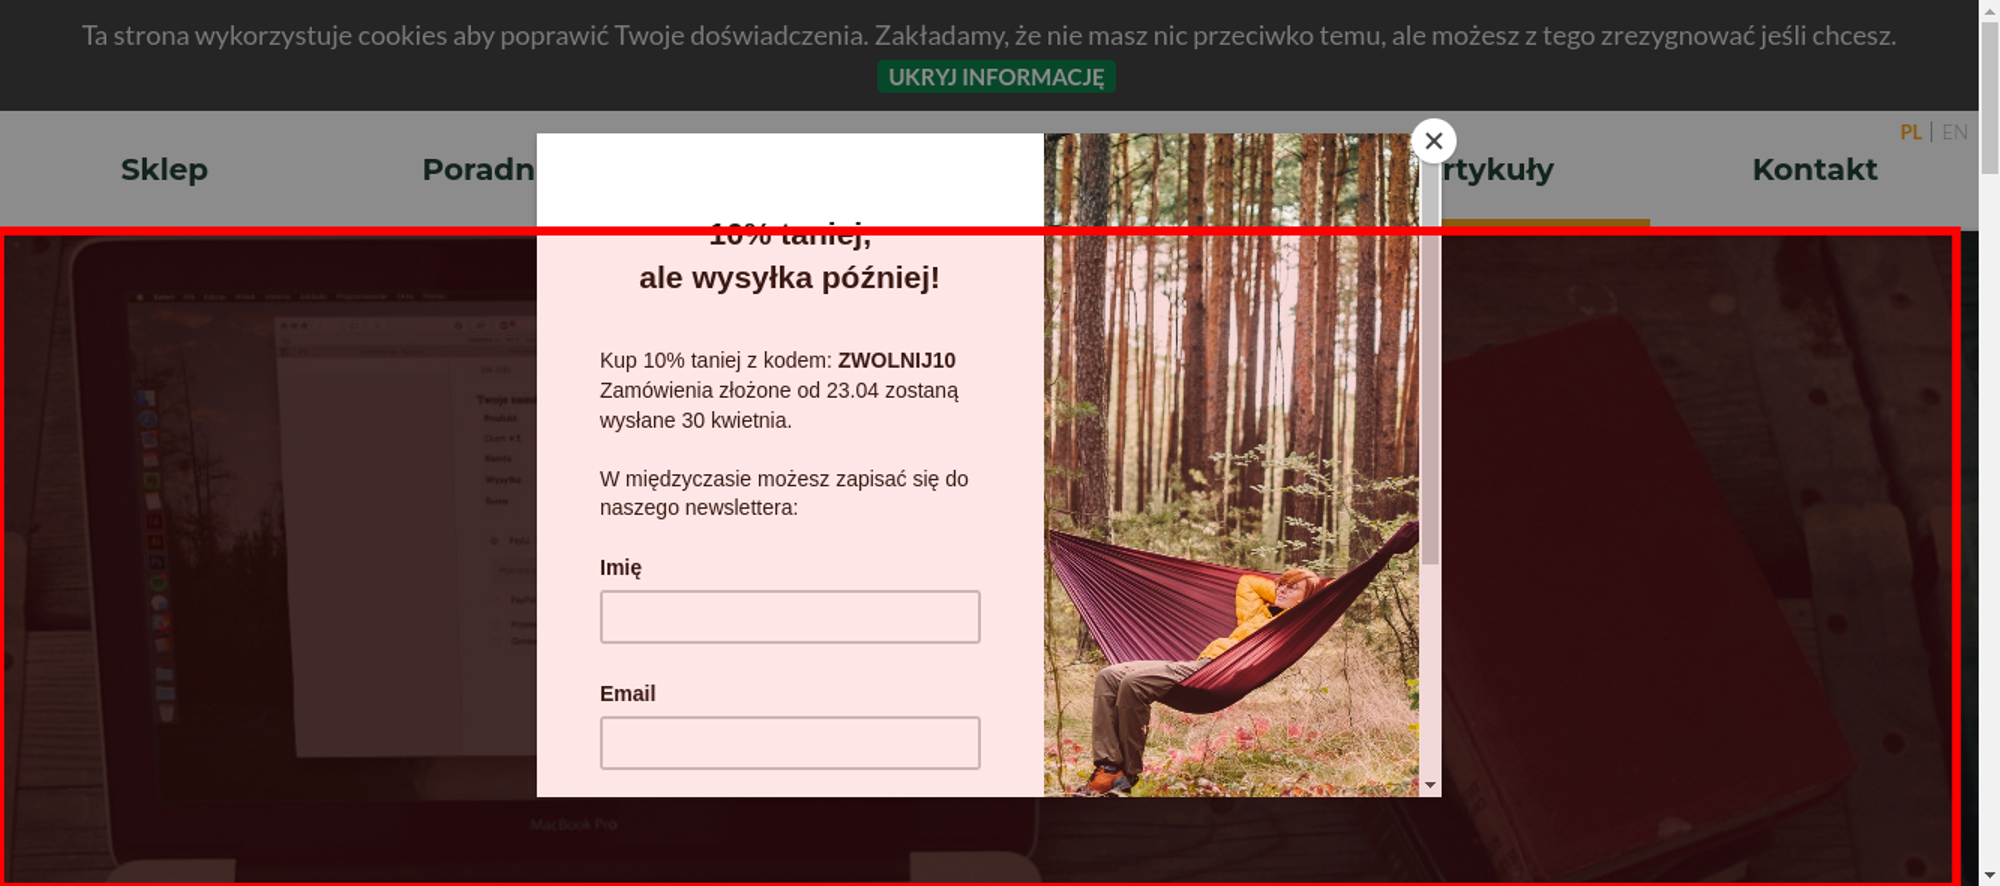 Ta strona wykorzystuje cookies aby poprawić Twoje doświadczenia. Zakładamy, że nie masz nic przeciwko temu, ale możesz z tego zrezygnować jeśli chcesz.
UKRYJ INFORMACJĘ
PL | EN
Sklep
Poradn
rtykuły
Kontakt
10% taniej,
ale wysyłka później!
Kup 10% taniej z kodem: ZWOLNIJ10
Zamówienia złożone od 23.04 zostaną
wysłane 30 kwietnia.
W międzyczasie możesz zapisać się do
naszego newslettera:
Imię
Email
MacBook Pro